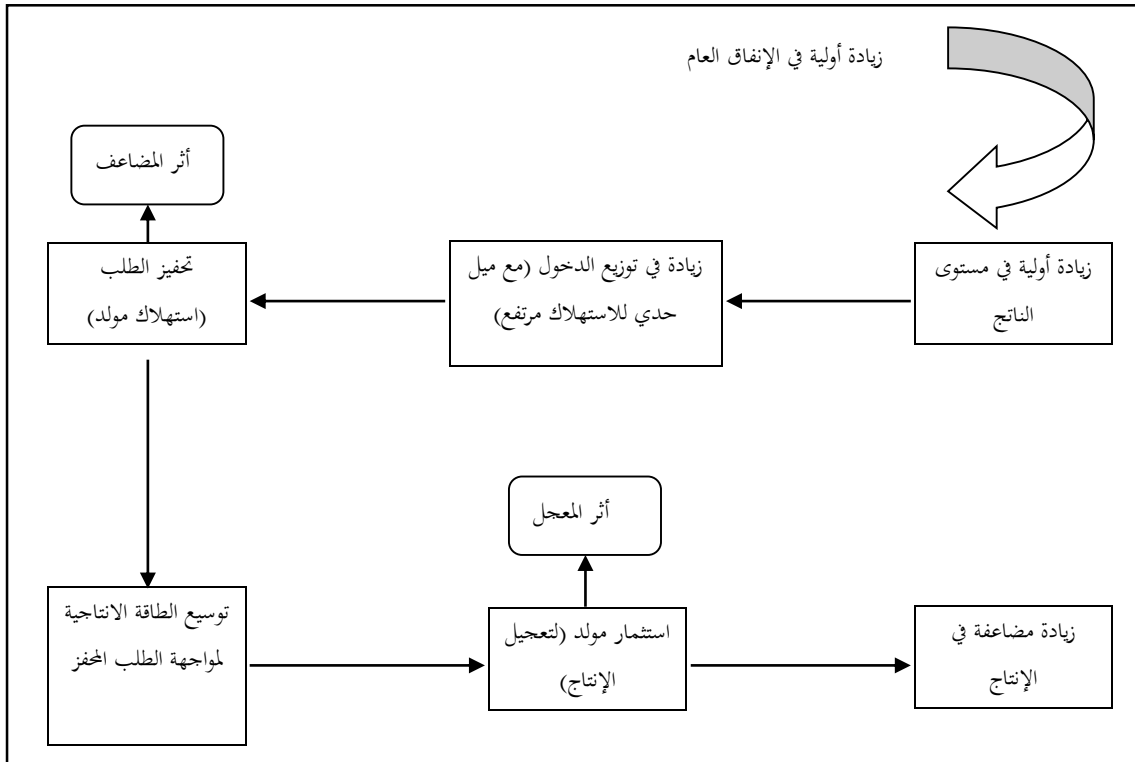 زيادة أولية في الإنفاق العام
أثر المضاعف
زيادة أولية في مستوى
الناتج
زيادة في توزيع الدخول (مع ميل
حدي للاستهلاك مرتفع)
تحفيز الطلب
(استهلاك مولد)
أثر المعجل
توسيع الطاقة الانتاجية
لمواجهة الطلب المحفز
استثمار مولد (لتعجيل
الإنتاج)
زيادة مضاعفة في
الإنتاج